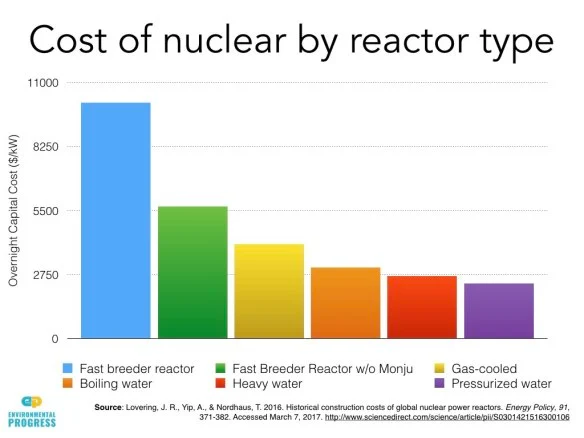 Cost of nuclear by reactor type
11000
8250
5500
2750
0
Overnight Capital Cost ($/kW)
Fast breeder reactor
Fast Breeder Reactor w/o Monju
Gas-cooled
Boiling water
Heavy water
Pressurized water
ep
ENVIRONMENTAL
PROGRESS
Source: Lovering, J. R., Yip, A., & Nordhaus, T. 2016. Historical construction costs of global nuclear power reactors. Energy Policy, 91,
371-382. Accessed March 7, 2017. http://www.sciencedirect.com/science/article/pii/S0301421516300106